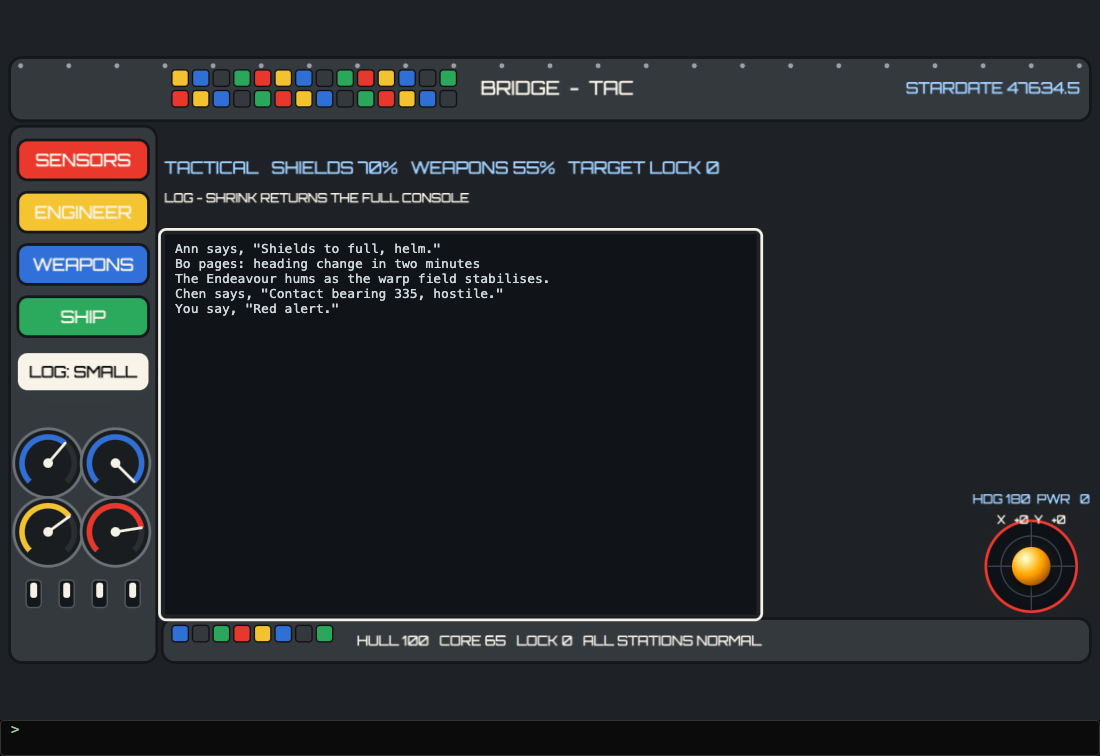 BRIDGE - TAC
STARDATE 47634.5
SENSORS
ENGINEER
WEAPONS
SHIP
LOG: SMALL
TACTICAL SHIELDS 70% WEAPONS 55% TARGET LOCK 0
LOG - SHRINK RETURNS THE FULL CONSOLE
Ann says, "Shields to full, helm."
Bo pages: heading change in two minutes
The Endeavour hums as the warp field stabilises.
Chen says, "Contact bearing 335, hostile."
You say, "Red alert."
HDG 180 PWR 0
X +0 Y +0
HULL 100 CORE 65 LOCK 0 ALL STATIONS NORMAL
>